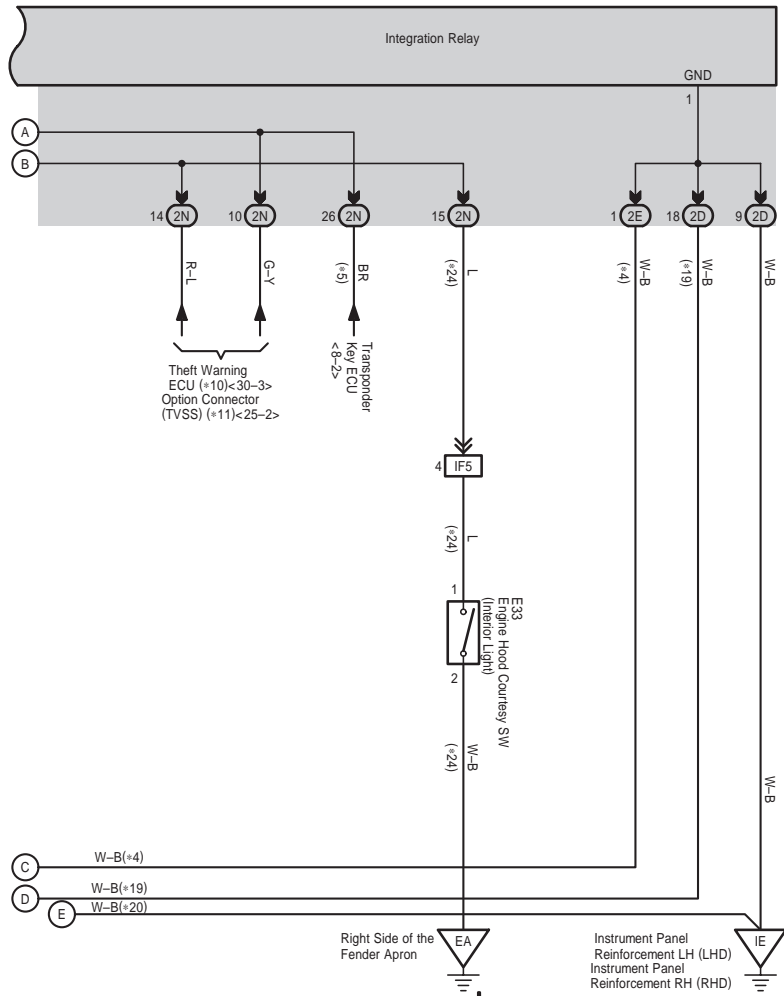 Integration Relay
GND
1
A
B
14 2N
10 2N
26 2N
15 2N
1 2E
18 2D
9 2D
R–L
G–Y
BR
(∗5)
L
(∗24)
W–B
(∗4)
W–B
(∗19)
W–B
Theft Warning
ECU (∗10)<30–3>
Option Connector
(TVSS) (∗11)<25–2>
Transponder
Key ECU
<8–2>
4 IF5
L
(∗24)
1
2
E33
Engine Hood Courtesy SW
(Interior Light)
W–B
(∗24)
W–B
C
W–B(∗4)
D
W–B(∗19)
E
W–B(∗20)
Right Side of the
Fender Apron
EA
Instrument Panel
Reinforcement LH (LHD)
Instrument Panel
Reinforcement RH (RHD)
IE